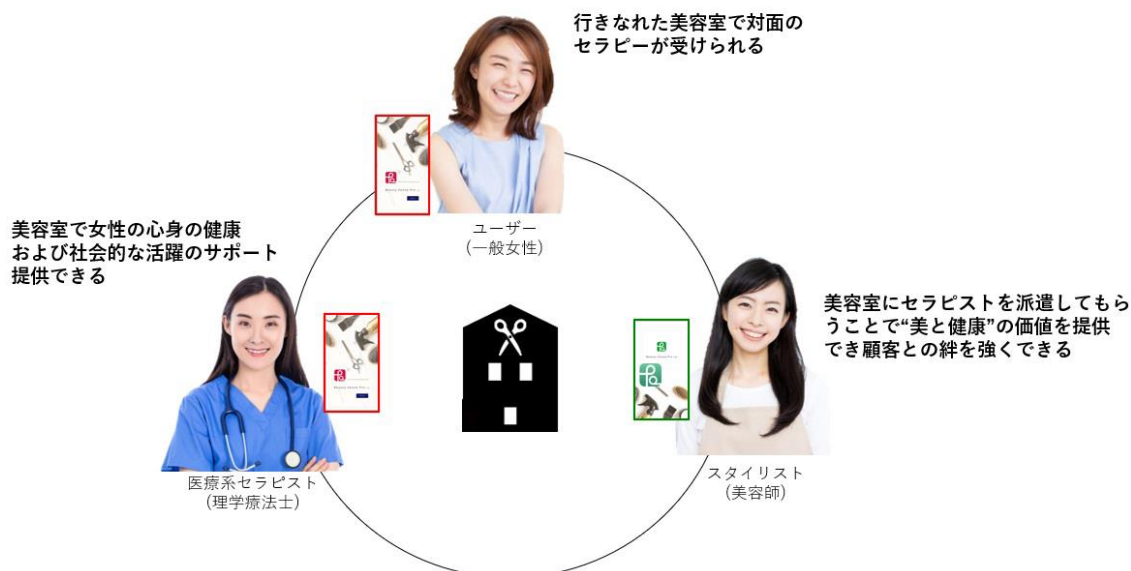 行きなれた美容室で対面の
セラピーが受けられる
ユーザー
(一般女性)
美容室で女性の心身の健康
および社会的な活躍のサポート
提供できる
医療系セラピスト
(理学療法士)
美容室にセラピストを派遣してもら
うことで“美と健康”の価値を提供
でき顧客との絆を強くできる
スタイリスト
(美容師)